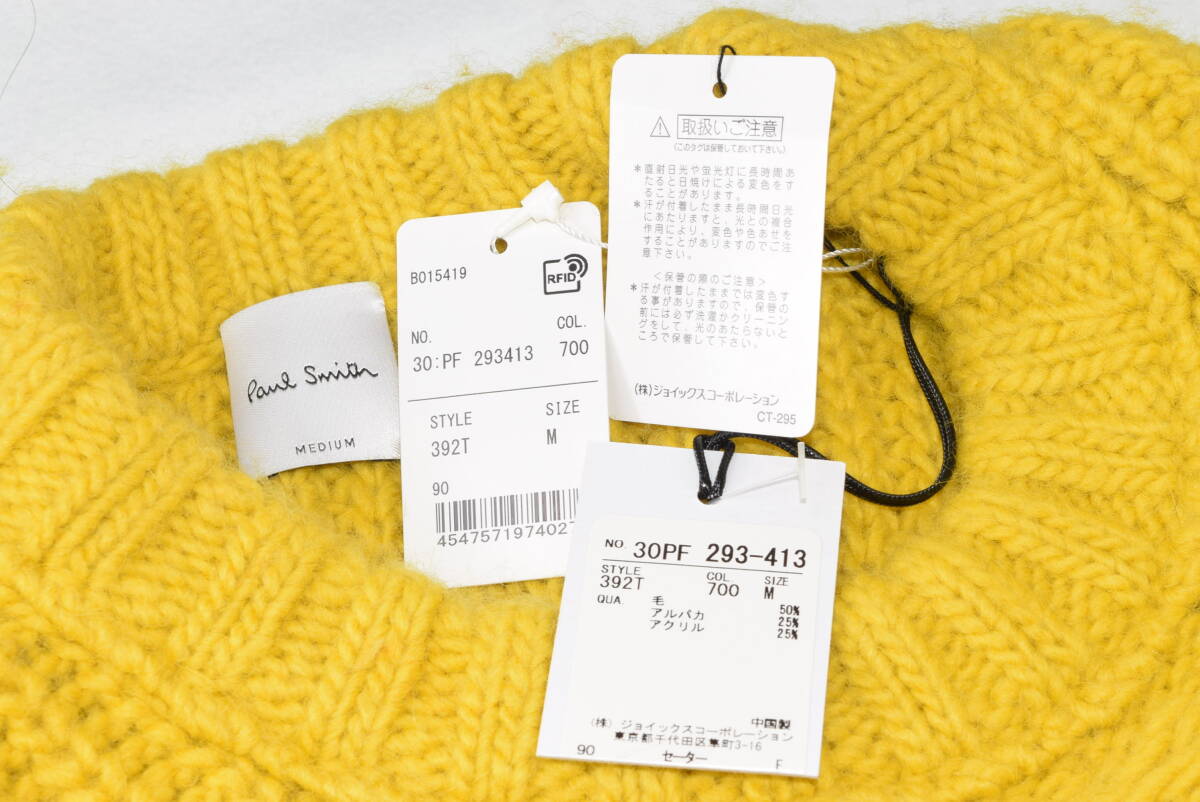 Paul Smith
MEDIUM
B015419
RFID
NO. COL.
30:PF 293413 700
STYLE SIZE
392T M
90
454757197402
取扱いご注意
(このタグは保管しておいて下さい。)
*直射日光や蛍光灯に長時間あ
たると日焼けによる変色をす
ることがあります。
*汗が付着したまま長時間日光
にあたりますと、光との複合
作用により、変色や色あせを
することがありますのでご注
意下さい。
<保管の際のご注意>
*汗が付着したままでは変色す
る事がありますので、保管の
前には必ず洗濯かクリーニン
グをして、光のあたらないと
ころで保管して下さい。
(株)ジョイックスコーポレーション
CT-295
NO. 30PF 293-413
STYLE COL. SIZE
392T 700 M
QUA. 毛 50%
アルパカ 25%
アクリル 25%
中国製
(株) ジョイックスコーポレーション
東京都千代田区隼町3-16
90 セーター F